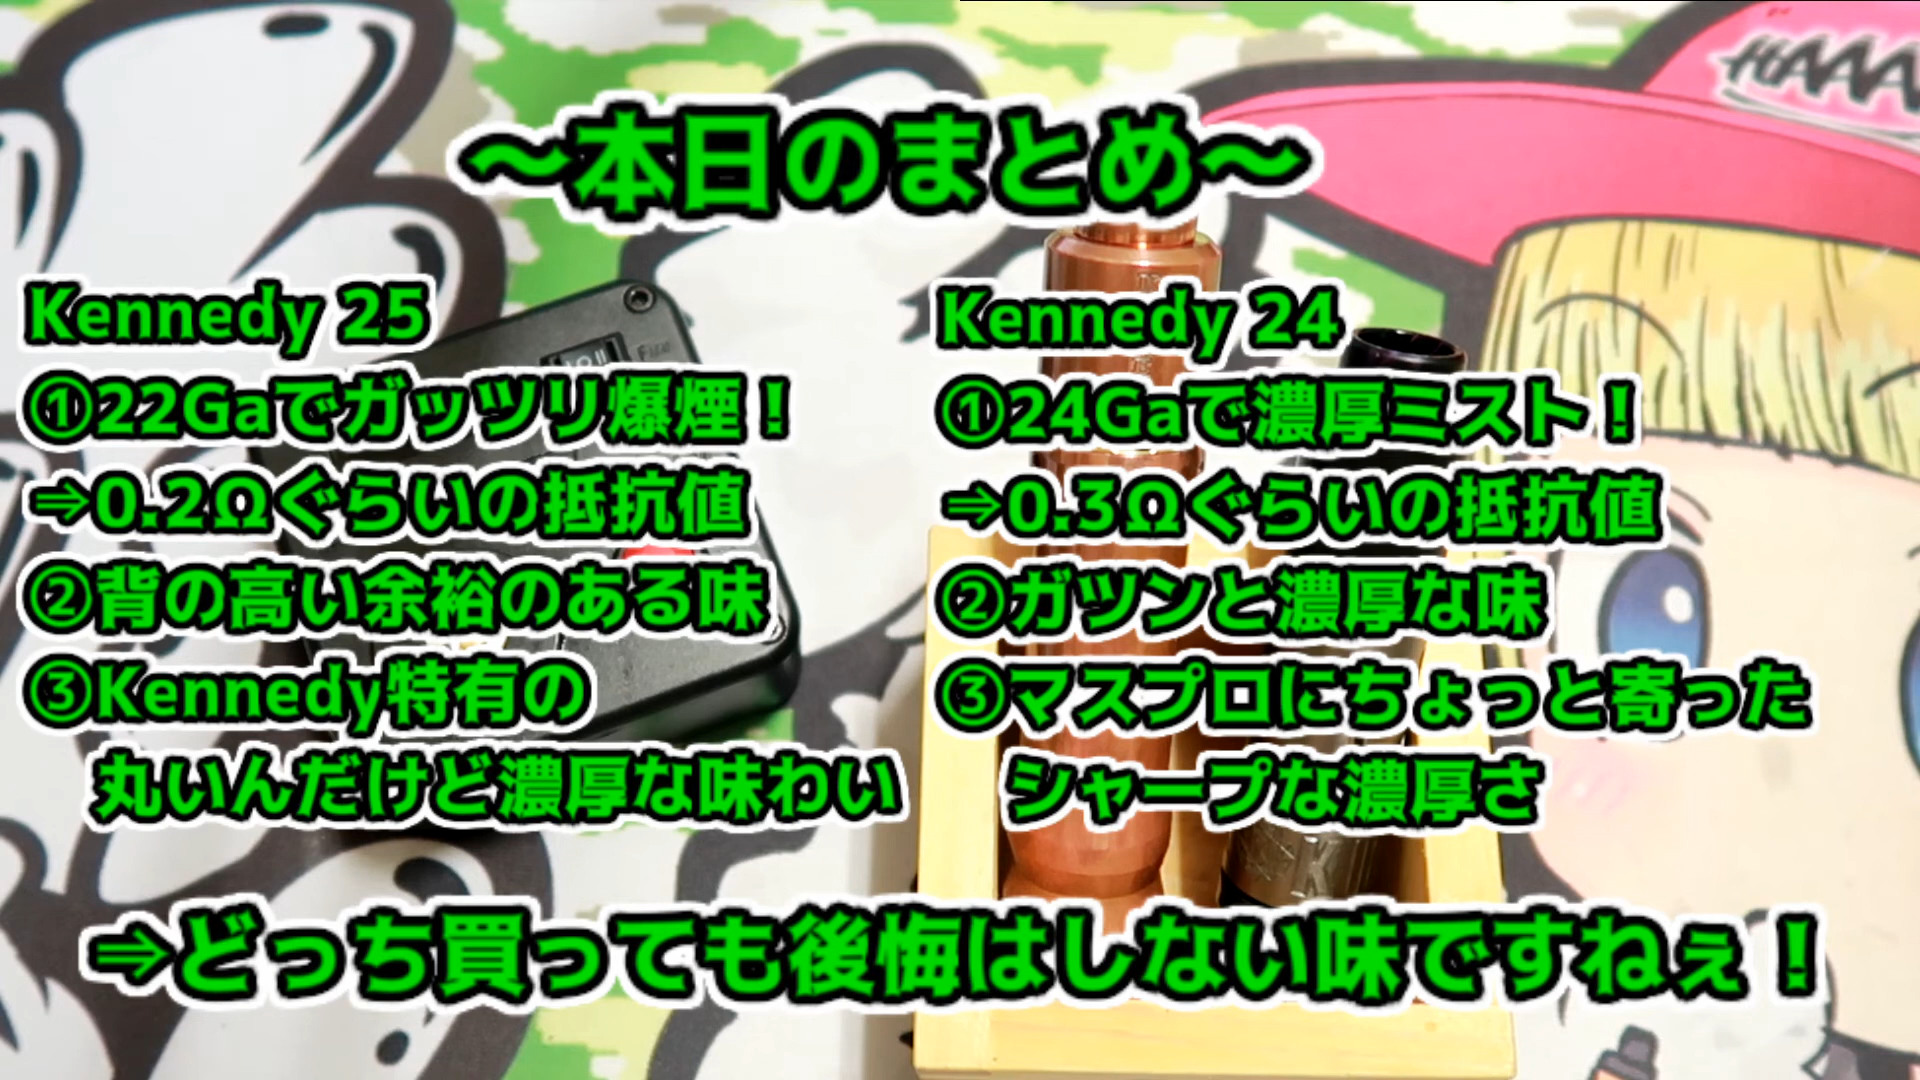 ～本日のまとめ～
Kennedy 25
①22Gaでガッツリ爆煙！
⇒0.2Ωぐらいの抵抗値
②背の高い余裕のある味
③Kennedy特有の
丸いんだけど濃厚な味わい
Kennedy 24
①24Gaで濃厚ミスト！
⇒0.3Ωぐらいの抵抗値
②ガツンと濃厚な味
③マスプロにちょっと寄った
シャープな濃厚さ
⇒どっち買っても後悔はしない味ですねぇ！
HAAA
Fire